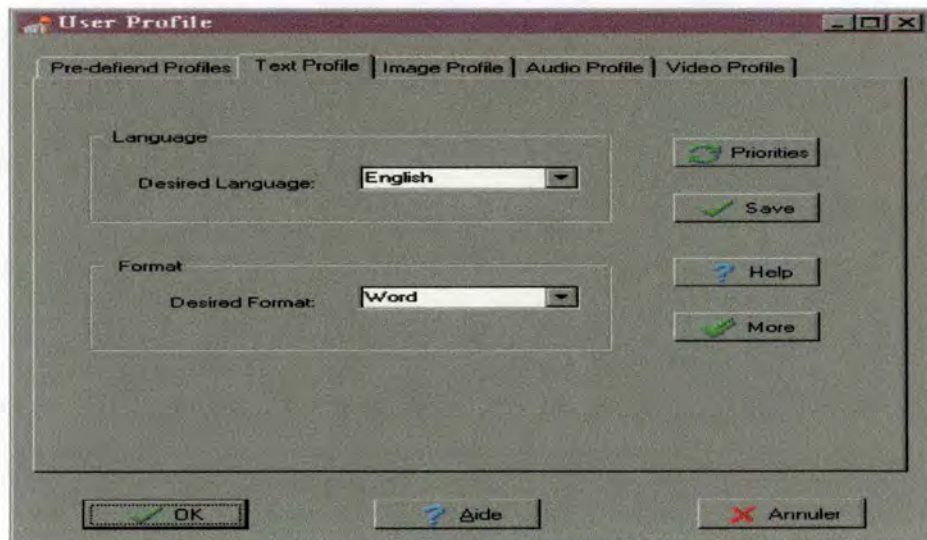 User Profile
Pre-defiend Profiles Text Profile Image Profile Audio Profile Video Profile
Language
Desired Language: English
Priorities
Save
Format
Desired Format: Word
Help
More
OK Aide Annuler